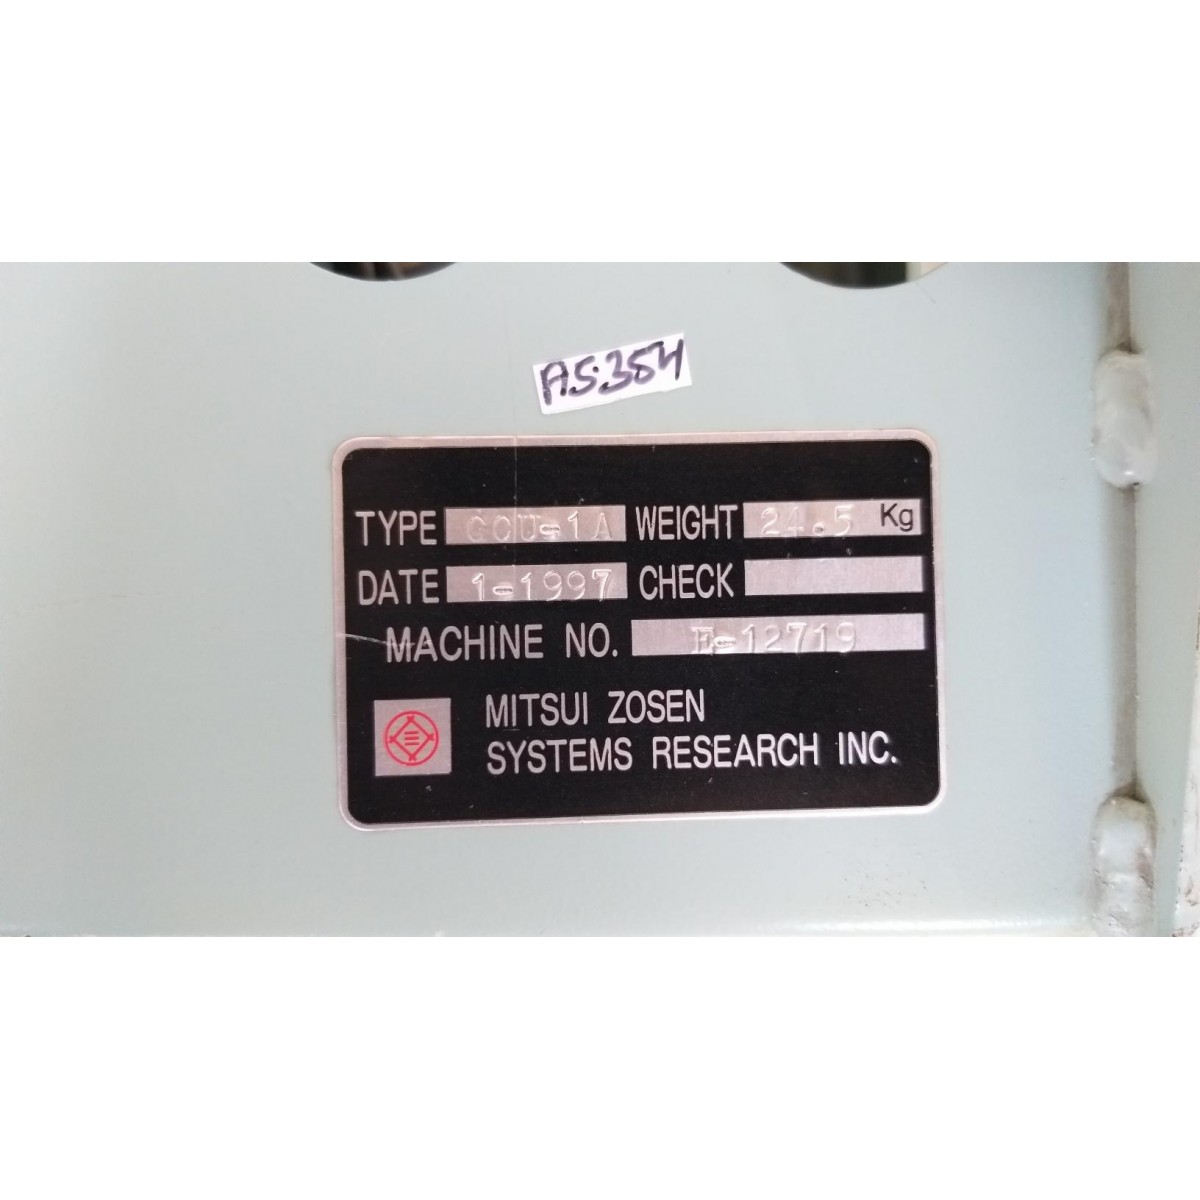 A.S.354
TYPE GCU-1A WEIGHT 24.5 Kg
DATE 1-1997 CHECK
MACHINE NO. E-12719
MITSUI ZOSEN
SYSTEMS RESEARCH INC.